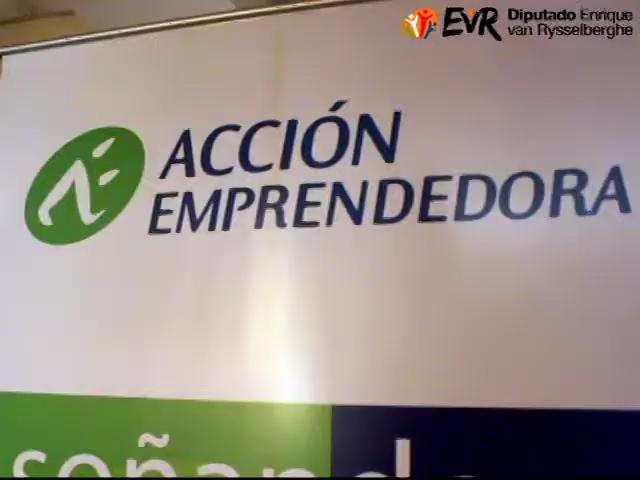 EVR Diputado Enrique
van Rysselberghe
ACCIÓN
EMPRENDEDORA